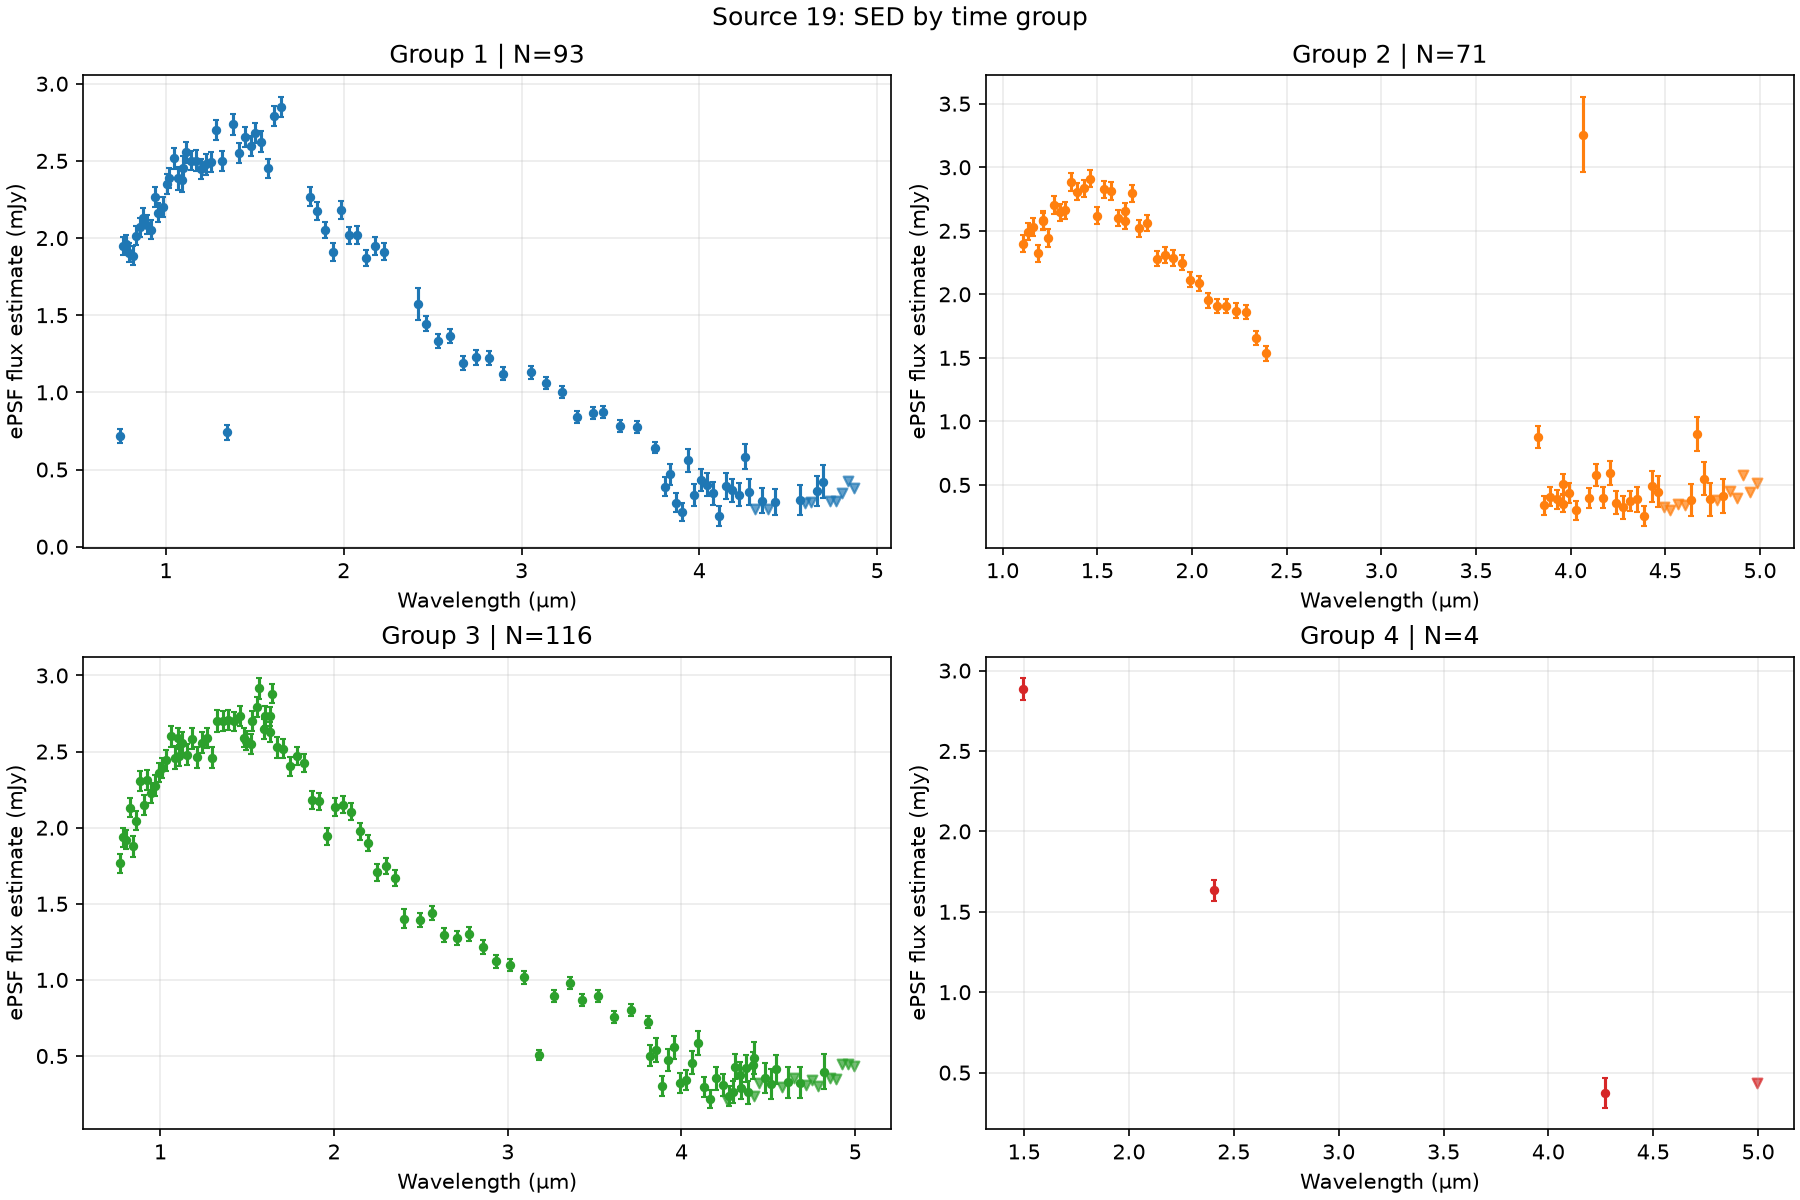 Source 19: SED by time group
Group 1 | N=93
ePSF flux estimate (mJy)
3.0
2.5
2.0
1.5
1.0
0.5
0.0
1 2 3 4 5
Wavelength (μm)
Group 2 | N=71
ePSF flux estimate (mJy)
3.5
3.0
2.5
2.0
1.5
1.0
0.5
1.0 1.5 2.0 2.5 3.0 3.5 4.0 4.5 5.0
Wavelength (μm)
Group 3 | N=116
ePSF flux estimate (mJy)
3.0
2.5
2.0
1.5
1.0
0.5
1 2 3 4 5
Wavelength (μm)
Group 4 | N=4
ePSF flux estimate (mJy)
3.0
2.5
2.0
1.5
1.0
0.5
1.5 2.0 2.5 3.0 3.5 4.0 4.5 5.0
Wavelength (μm)